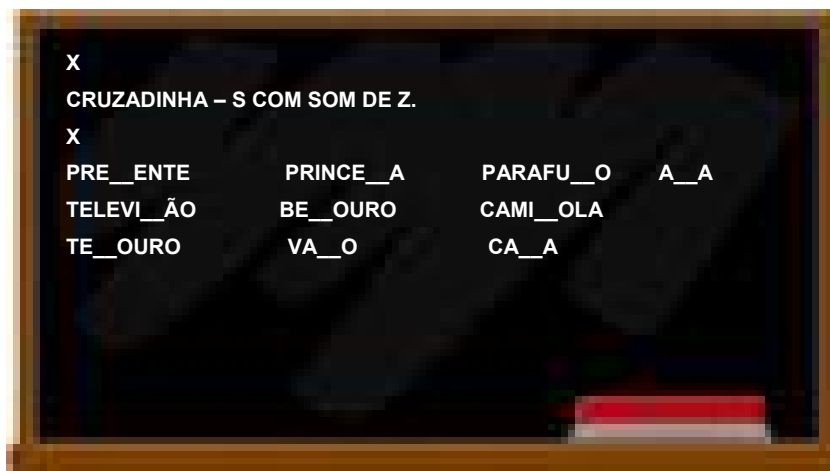 X
CRUZADINHA – S COM SOM DE Z.
X
PRE__ENTE PRINCE__A PARAFU__O A__A
TELEVI__ÃO BE__OURO CAMI__OLA
TE__OURO VA__O CA__A